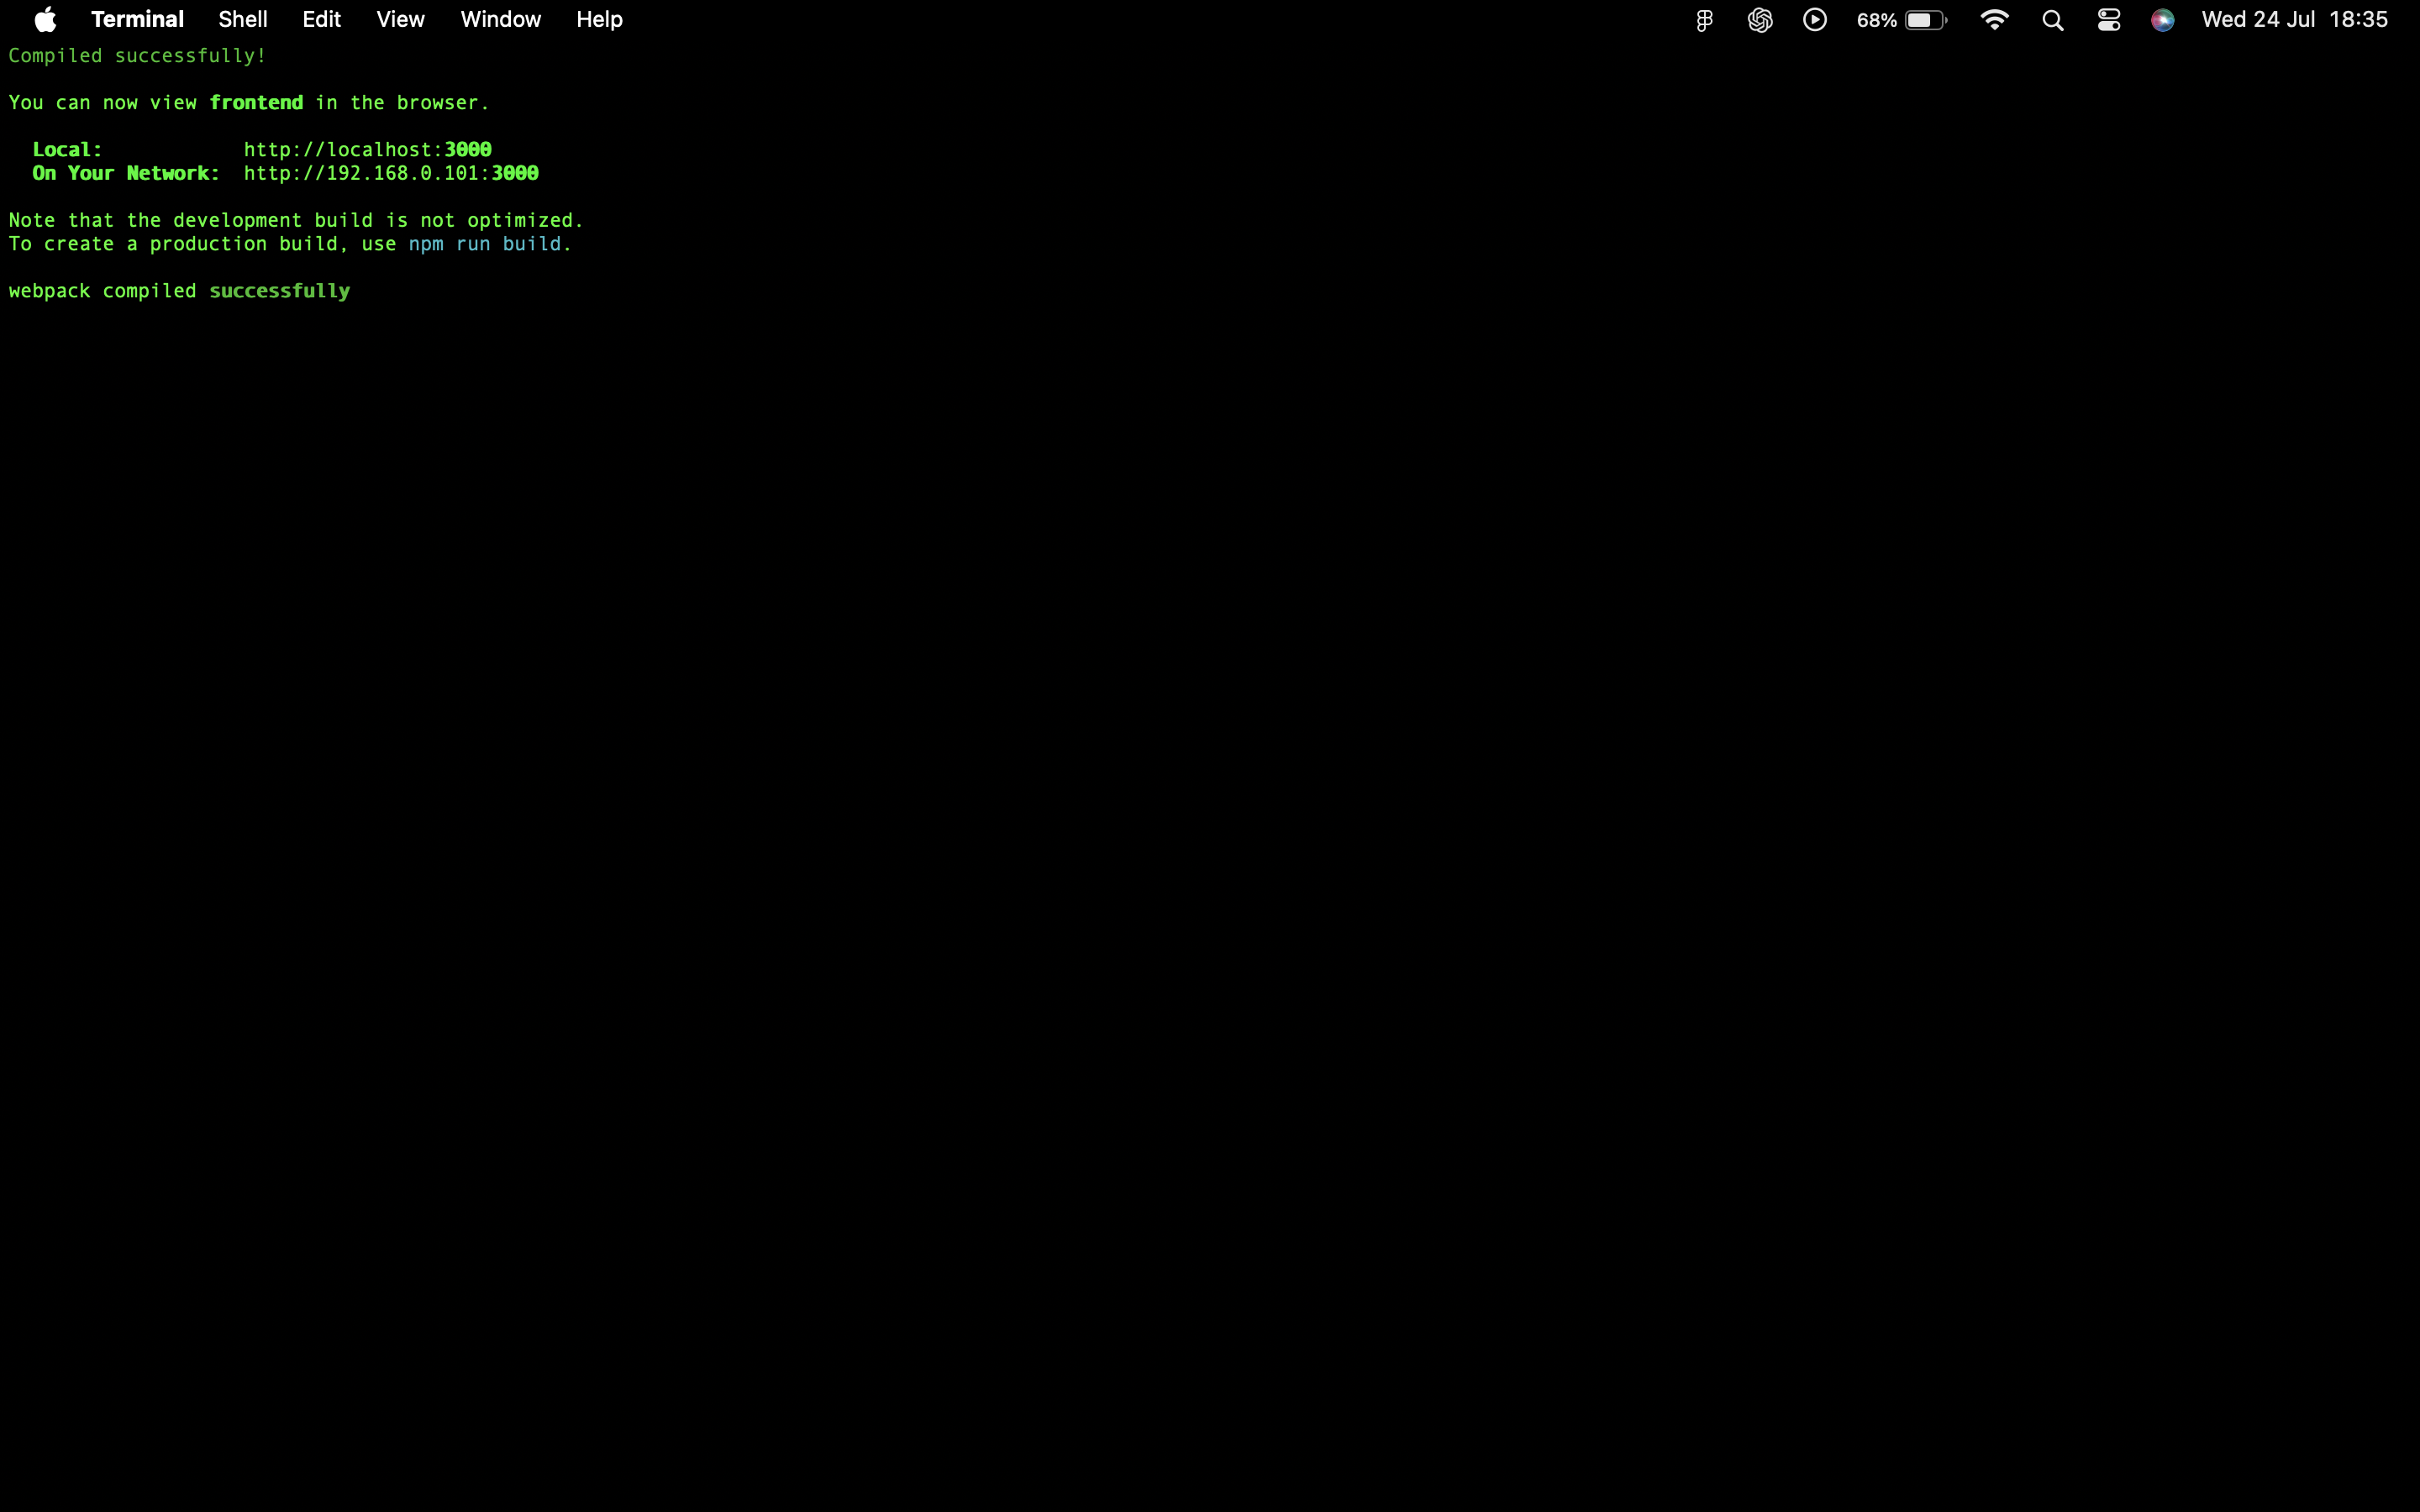 Terminal Shell Edit View Window Help 68% Wed 24 Jul 18:35
Compiled successfully!
You can now view frontend in the browser.
Local: http://localhost:3000
On Your Network: http://192.168.0.101:3000
Note that the development build is not optimized.
To create a production build, use npm run build.
webpack compiled successfully